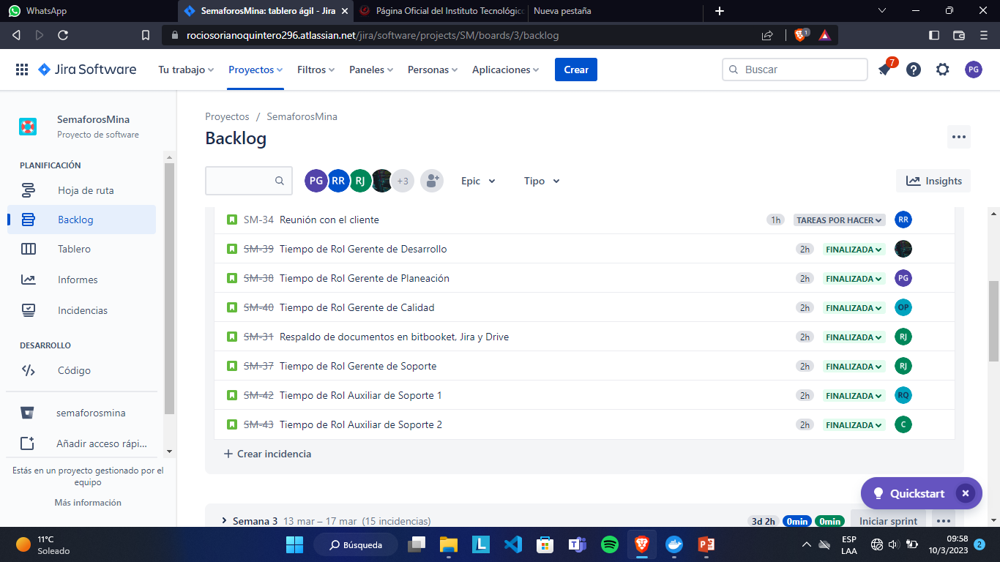 WhatsApp
SemaforosMina: tablero ágil - Jira
Página Oficial del Instituto Tecnológico
Nueva pestaña
rociosorianoquintero296.atlassian.net/jira/software/projects/SM/boards/3/backlog
1
Jira Software
Tu trabajo
Proyectos
Filtros
Paneles
Personas
Aplicaciones
Crear
Buscar
7
PG
SemaforosMina
Proyecto de software
PLANIFICACIÓN
Hoja de ruta
Backlog
Tablero
Informes
Incidencias
DESARROLLO
Código
semaforosmina
Añadir acceso rápi...
Estás en un proyecto gestionado por el
equipo
Más información
Proyectos / SemaforosMina
Backlog
PG RR RJ +3
Epic
Tipo
Insights
SM-34 Reunión con el cliente 1h TAREAS POR HACER RR
SM-39 Tiempo de Rol Gerente de Desarrollo 2h FINALIZADA
SM-38 Tiempo de Rol Gerente de Planeación 2h FINALIZADA PG
SM-40 Tiempo de Rol Gerente de Calidad 2h FINALIZADA OP
SM-31 Respaldo de documentos en bitbooket, Jira y Drive 2h FINALIZADA RJ
SM-37 Tiempo de Rol Gerente de Soporte 2h FINALIZADA RJ
SM-42 Tiempo de Rol Auxiliar de Soporte 1 2h FINALIZADA RQ
SM-43 Tiempo de Rol Auxiliar de Soporte 2 2h FINALIZADA C
+ Crear incidencia
Quickstart
Semana 3 13 mar – 17 mar (15 incidencias) 3d 2h 0min 0min Iniciar sprint
11°C
Soleado
Búsqueda
ESP
LAA
09:58
10/3/2023
2